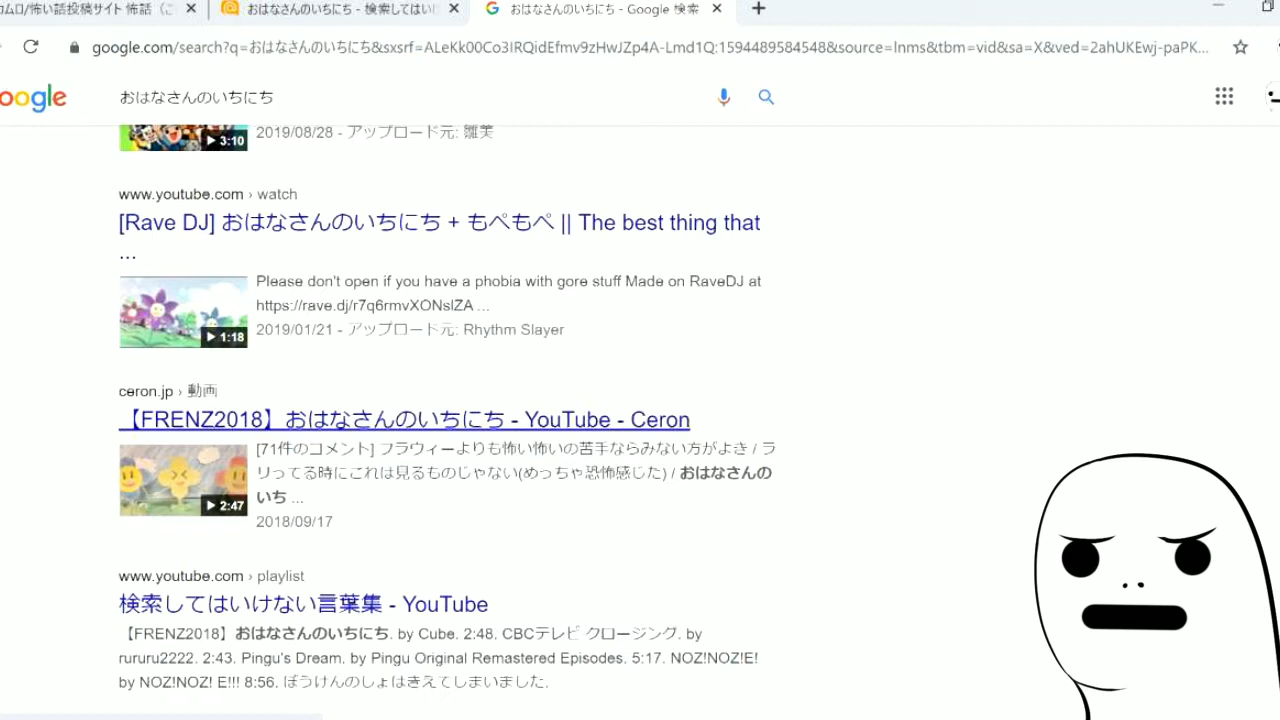 カムロ/怖い話投稿サイト 怖話（こ
おはなさんのいちにち - 検索してはい
おはなさんのいちにち - Google 検索
google.com/search?q=おはなさんのいちにち&sxsrf=ALeKk00Co3IRQidEfmv9zHwJZp4A-Lmd1Q:1594489584548&source=lnms&tbm=vid&sa=X&ved=2ahUKEwj-paPK...
oogle
おはなさんのいちにち
3:10
2019/08/28 - アップロード元: 雛芙
www.youtube.com › watch
[Rave DJ] おはなさんのいちにち + もぺもぺ || The best thing that
...
Please don't open if you have a phobia with gore stuff Made on RaveDJ at
https://rave.dj/r7q6rmvXONslZA ...
1:18
2019/01/21 - アップロード元: Rhythm Slayer
ceron.jp › 動画
【FRENZ2018】おはなさんのいちにち - YouTube - Ceron
[71件のコメント] フラウィーよりも怖い怖いの苦手ならみない方がよき / ラ
リってる時にこれは見るものじゃない(めっちゃ恐怖感じた) / おはなさんの
いち ...
2:47
2018/09/17
www.youtube.com › playlist
検索してはいけない言葉集 - YouTube
【FRENZ2018】おはなさんのいちにち. by Cube. 2:48. CBCテレビ クロージング. by
rururu2222. 2:43. Pingu's Dream. by Pingu Original Remastered Episodes. 5:17. NOZ!NOZ!E!
by NOZ!NOZ! E!!! 8:56. ぼうけんのしょはきえてしまいました.